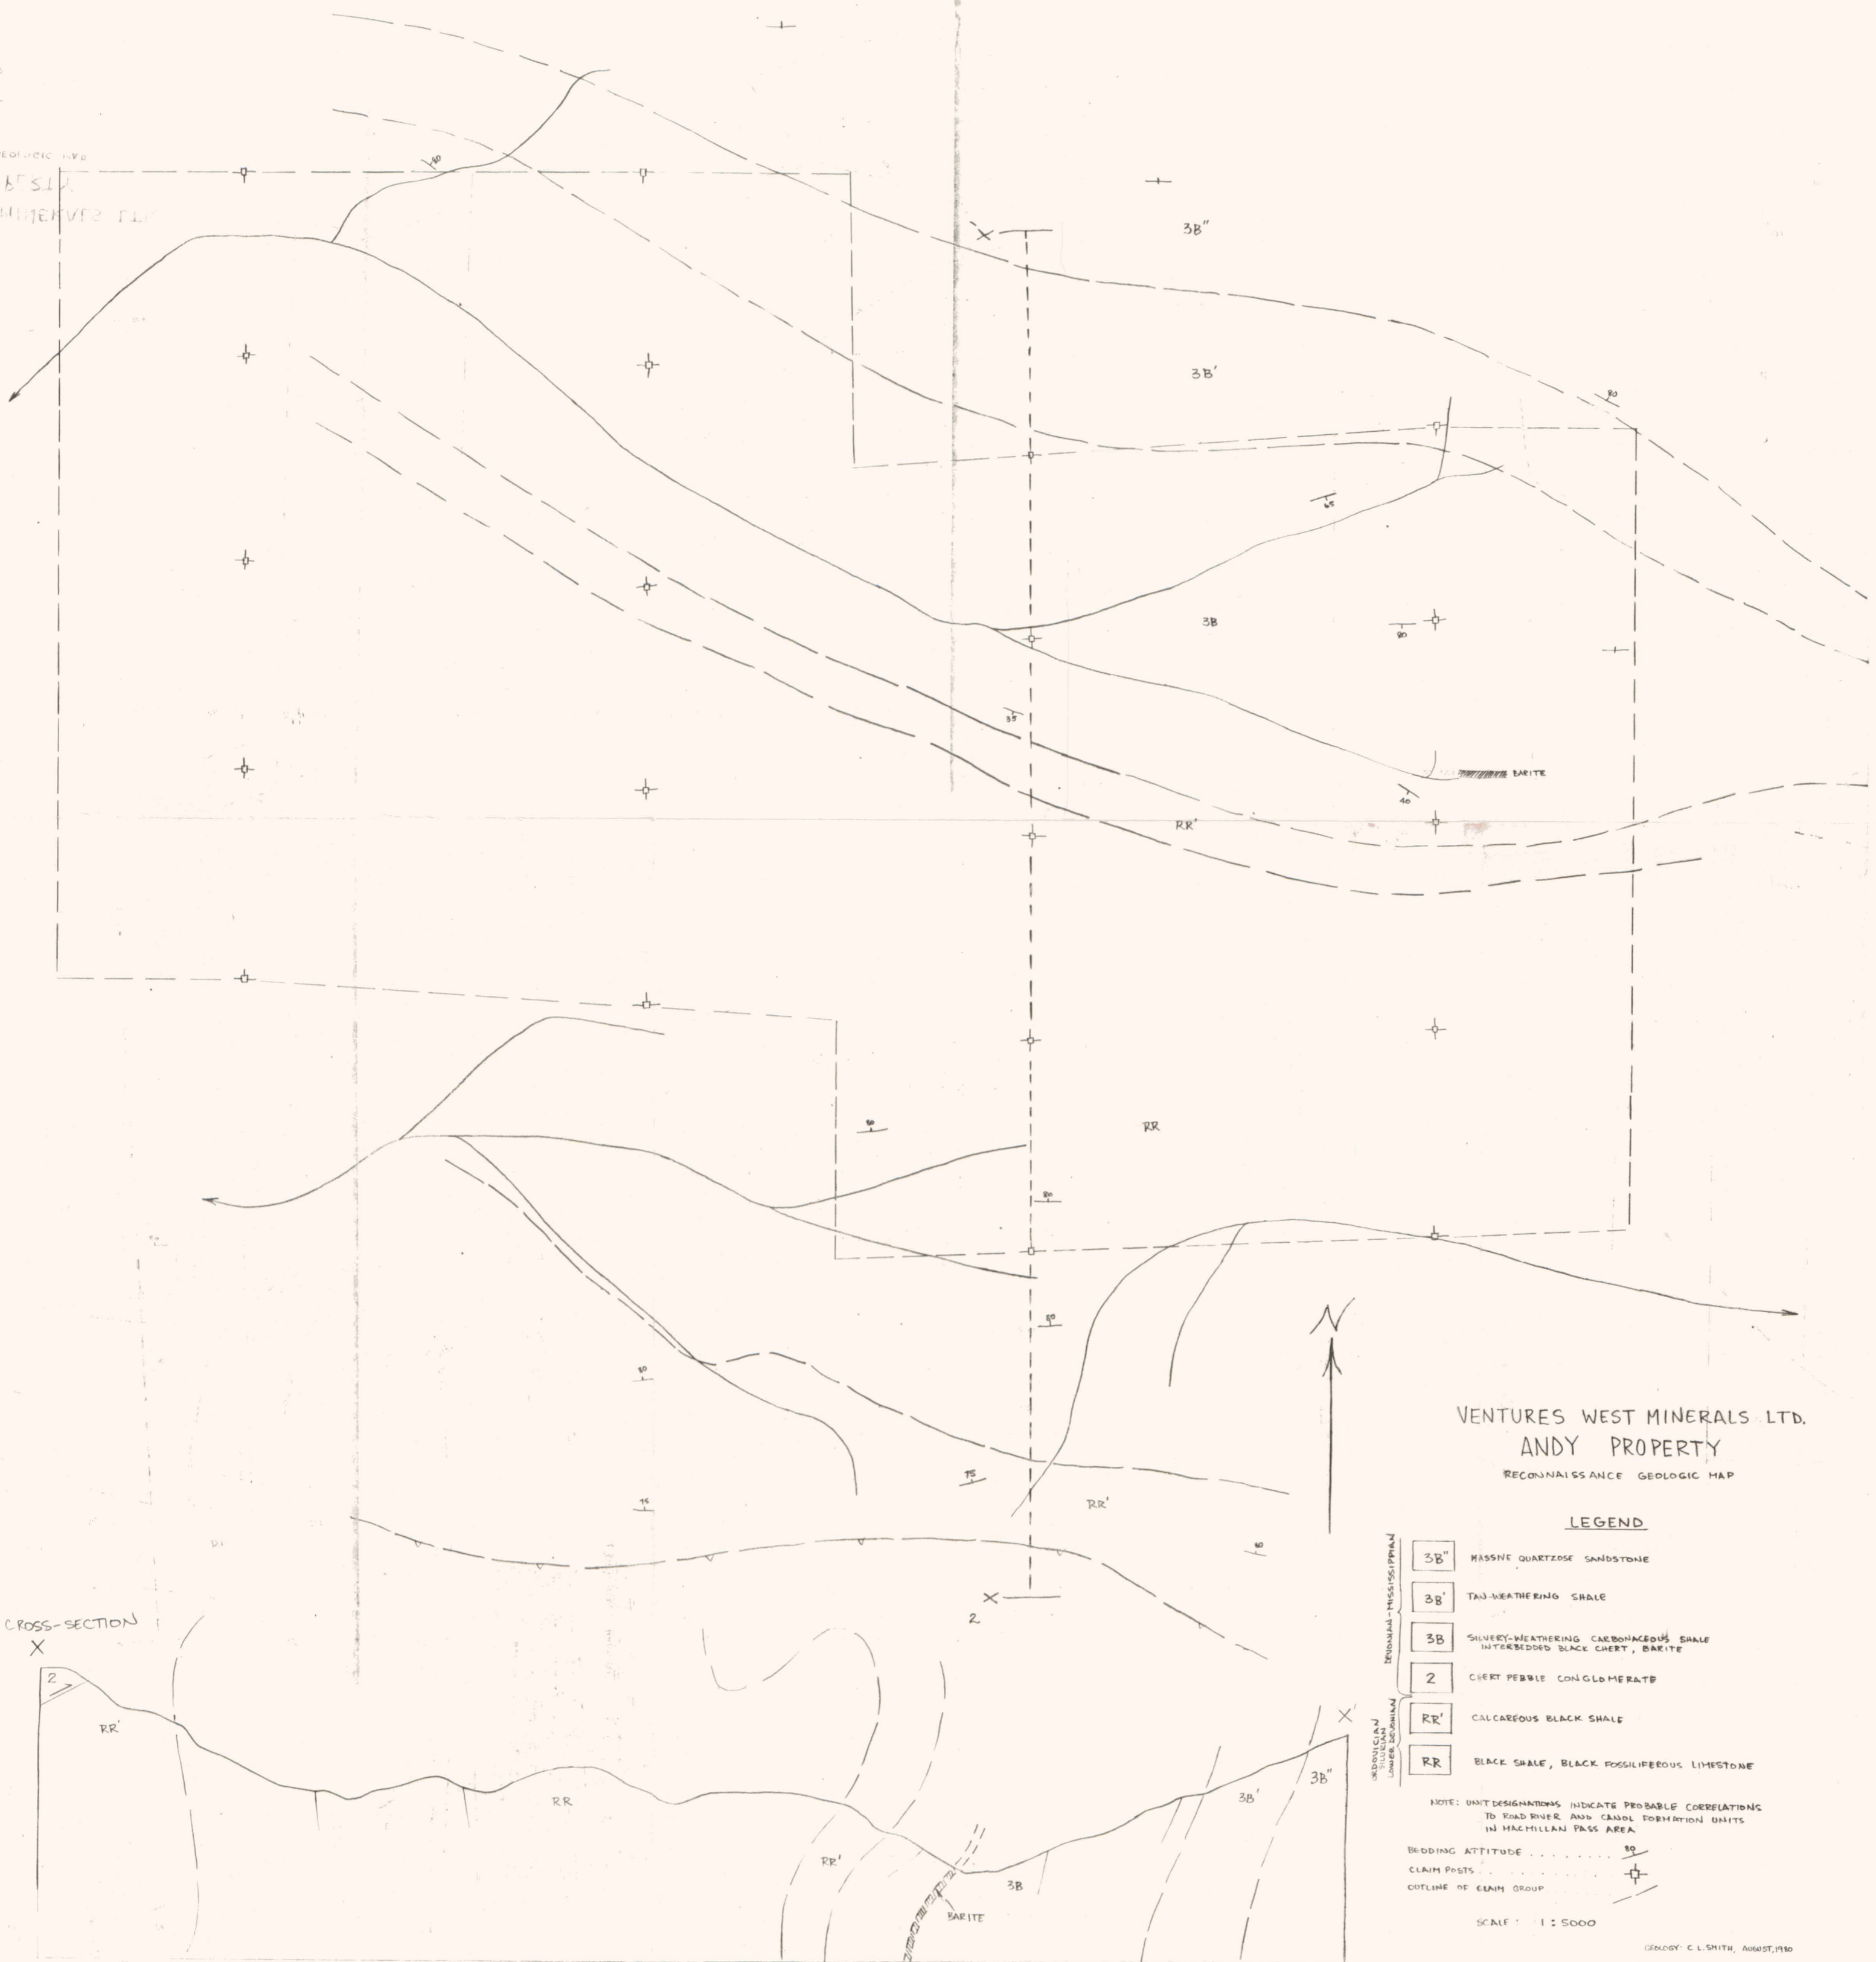 80
3B"
X
3B'
80
65
3B
80
35
BARITE
40
RR'
80
RR
80
80
80
75
75
RR'
80
X
2
N
VENTURES WEST MINERALS LTD.
ANDY PROPERTY
RECONNAISSANCE GEOLOGIC MAP
LEGEND
DEVONIAN-MISSISSIPPIAN
3B" MASSIVE QUARTZOSE SANDSTONE
3B' TAN-WEATHERING SHALE
3B SILVERY-WEATHERING CARBONACEOUS SHALE
INTERBEDDED BLACK CHERT, BARITE
2 CHERT PEBBLE CONGLOMERATE
ORDOVICIAN
SILURIAN
LOWER DEVONIAN
RR' CALCAREOUS BLACK SHALE
RR BLACK SHALE, BLACK FOSSILIFEROUS LIMESTONE
NOTE: UNIT DESIGNATIONS INDICATE PROBABLE CORRELATIONS
TO ROAD RIVER AND CANOL FORMATION UNITS
IN MACMILLAN PASS AREA
BEDDING ATTITUDE . . . . . . . . 80
CLAIM POSTS . . . . . . . .
OUTLINE OF CLAIM GROUP
SCALE: 1:5000
GEOLOGY: C. L. SMITH, AUGUST, 1980
CROSS-SECTION
X
2
RR'
RR
RR'
BARITE
3B
3B'
3B"
X'